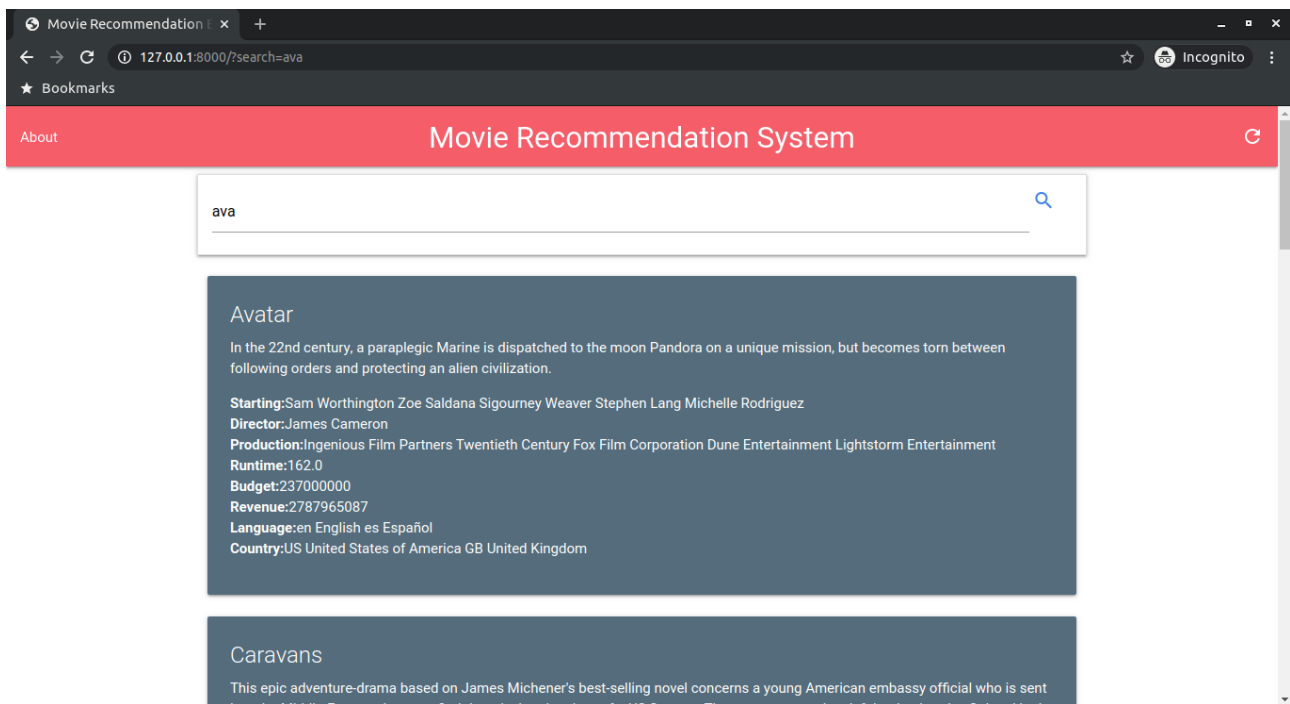 Movie Recommendation E
127.0.0.1:8000/?search=ava
Incognito
Bookmarks
About
Movie Recommendation System
ava
Avatar
In the 22nd century, a paraplegic Marine is dispatched to the moon Pandora on a unique mission, but becomes torn between
following orders and protecting an alien civilization.
Starting:Sam Worthington Zoe Saldana Sigourney Weaver Stephen Lang Michelle Rodriguez
Director:James Cameron
Production:Ingenious Film Partners Twentieth Century Fox Film Corporation Dune Entertainment Lightstorm Entertainment
Runtime:162.0
Budget:237000000
Revenue:2787965087
Language:en English es Español
Country:US United States of America GB United Kingdom
Caravans
This epic adventure-drama based on James Michener's best-selling novel concerns a young American embassy official who is sent